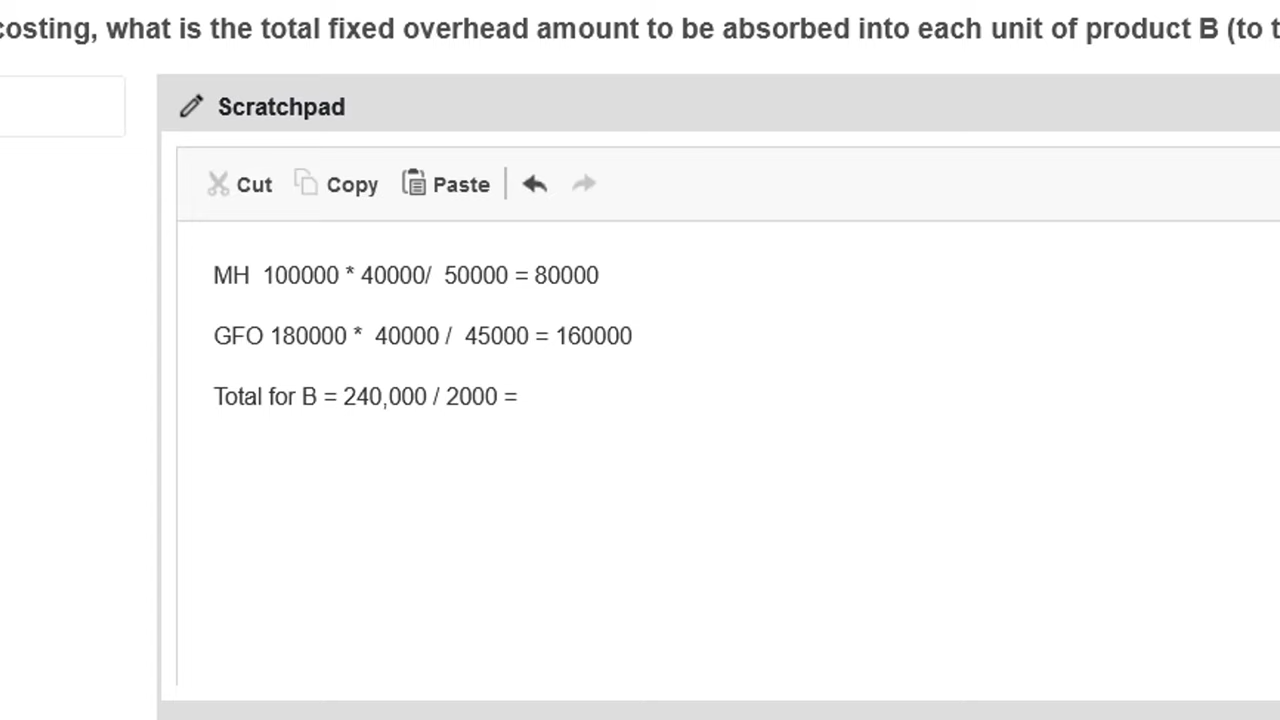 costing, what is the total fixed overhead amount to be absorbed into each unit of product B (to t
Scratchpad
Cut Copy Paste
MH 100000 * 40000/ 50000 = 80000
GFO 180000 * 40000 / 45000 = 160000
Total for B = 240,000 / 2000 =